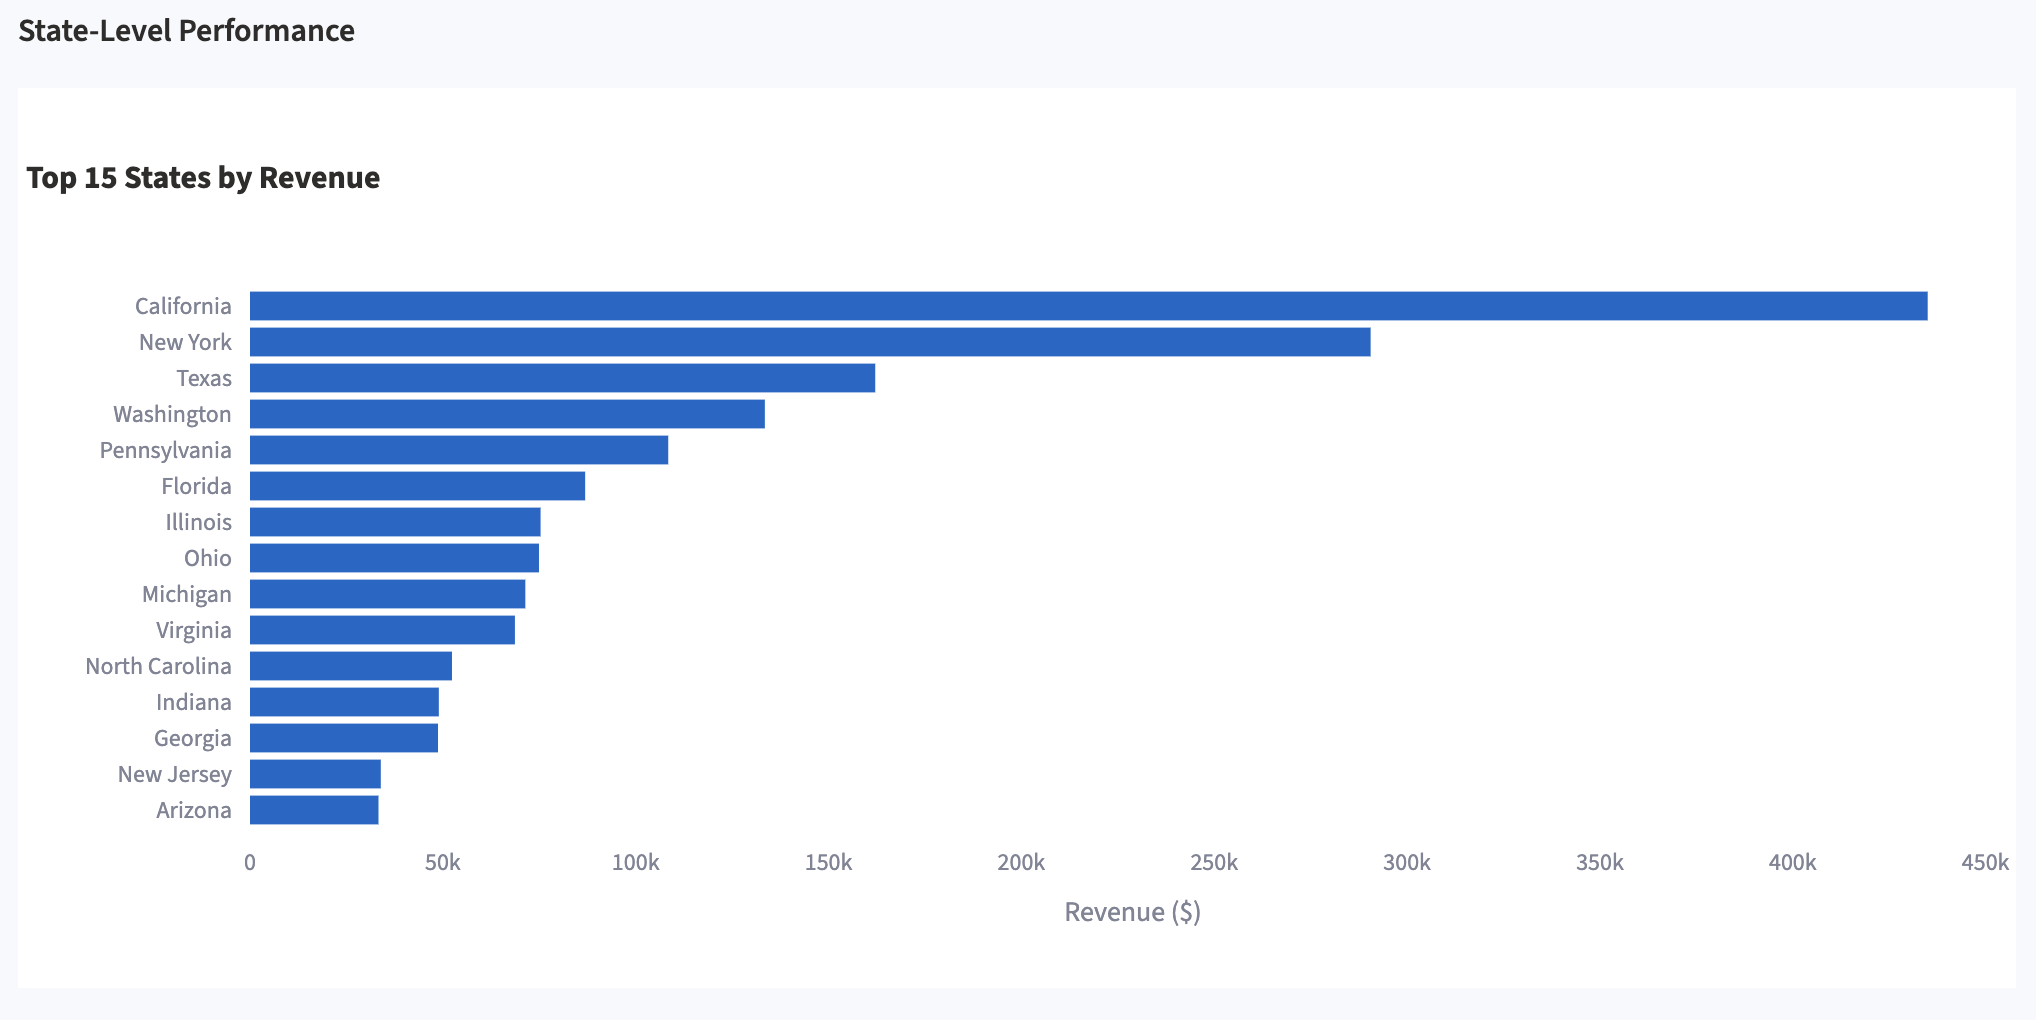 State-Level Performance
Top 15 States by Revenue
California
New York
Texas
Washington
Pennsylvania
Florida
Illinois
Ohio
Michigan
Virginia
North Carolina
Indiana
Georgia
New Jersey
Arizona
0 50k 100k 150k 200k 250k 300k 350k 400k 450k
Revenue ($)